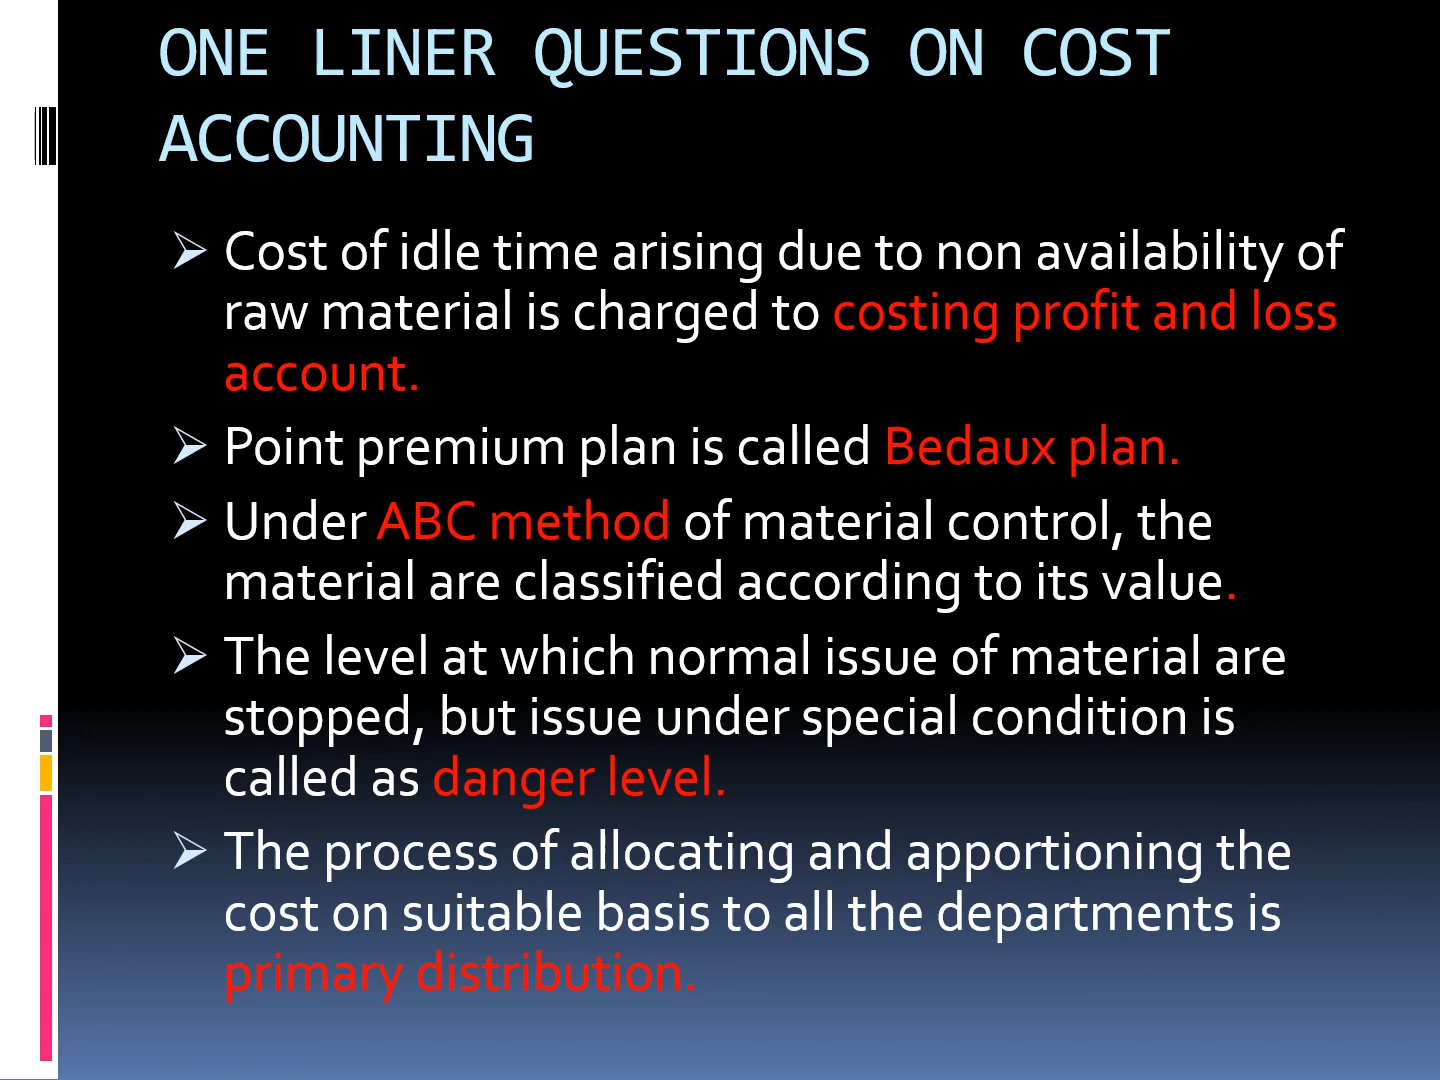 ONE LINER QUESTIONS ON COST
ACCOUNTING
Cost of idle time arising due to non availability of
raw material is charged to costing profit and loss
account.
Point premium plan is called Bedaux plan.
Under ABC method of material control, the
material are classified according to its value.
The level at which normal issue of material are
stopped, but issue under special condition is
called as danger level.
The process of allocating and apportioning the
cost on suitable basis to all the departments is
primary distribution.